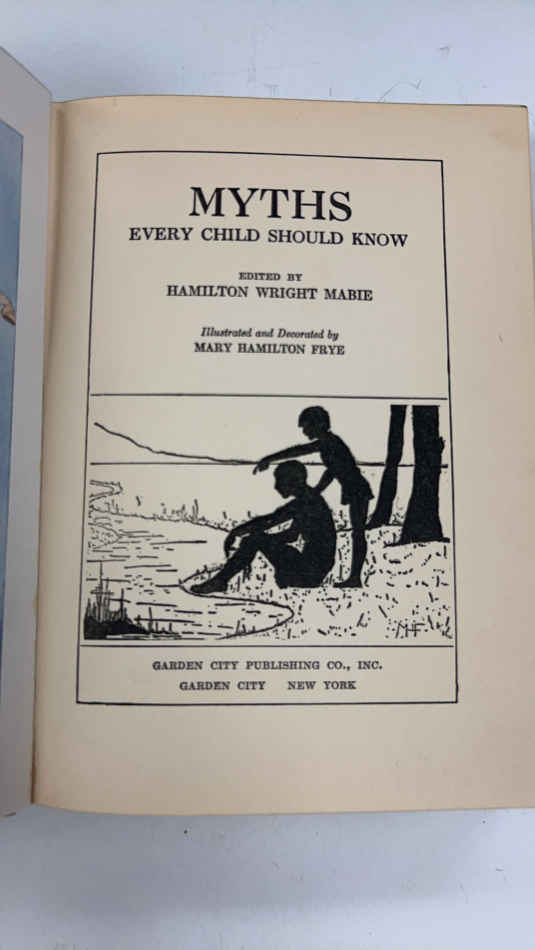 MYTHS
EVERY CHILD SHOULD KNOW
EDITED BY
HAMILTON WRIGHT MABIE
Illustrated and Decorated by
MARY HAMILTON FRYE
MHF
GARDEN CITY PUBLISHING CO., INC.
GARDEN CITY NEW YORK